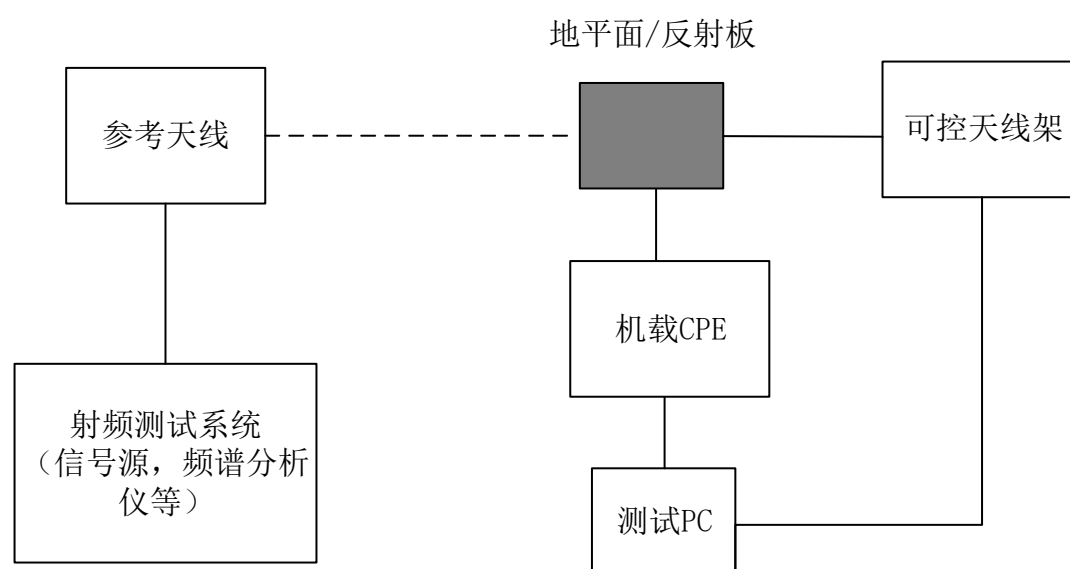 地平面/反射板
参考天线
可控天线架
机载CPE
射频测试系统
（信号源，频谱分析
仪等）
测试PC